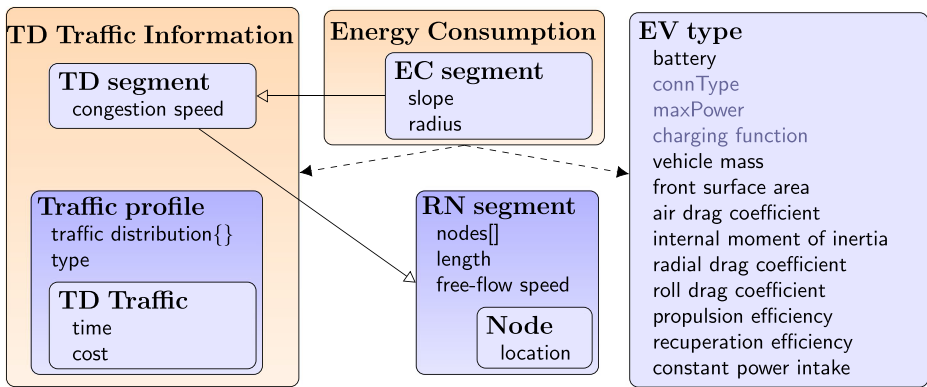 TD Traffic Information
TD segment
congestion speed
Traffic profile
traffic distribution{}
type
TD Traffic
time
cost
Energy Consumption
EC segment
slope
radius
RN segment
nodes[]
length
free-flow speed
Node
location
EV type
battery
connType
maxPower
charging function
vehicle mass
front surface area
air drag coefficient
internal moment of inertia
radial drag coefficient
roll drag coefficient
propulsion efficiency
recuperation efficiency
constant power intake